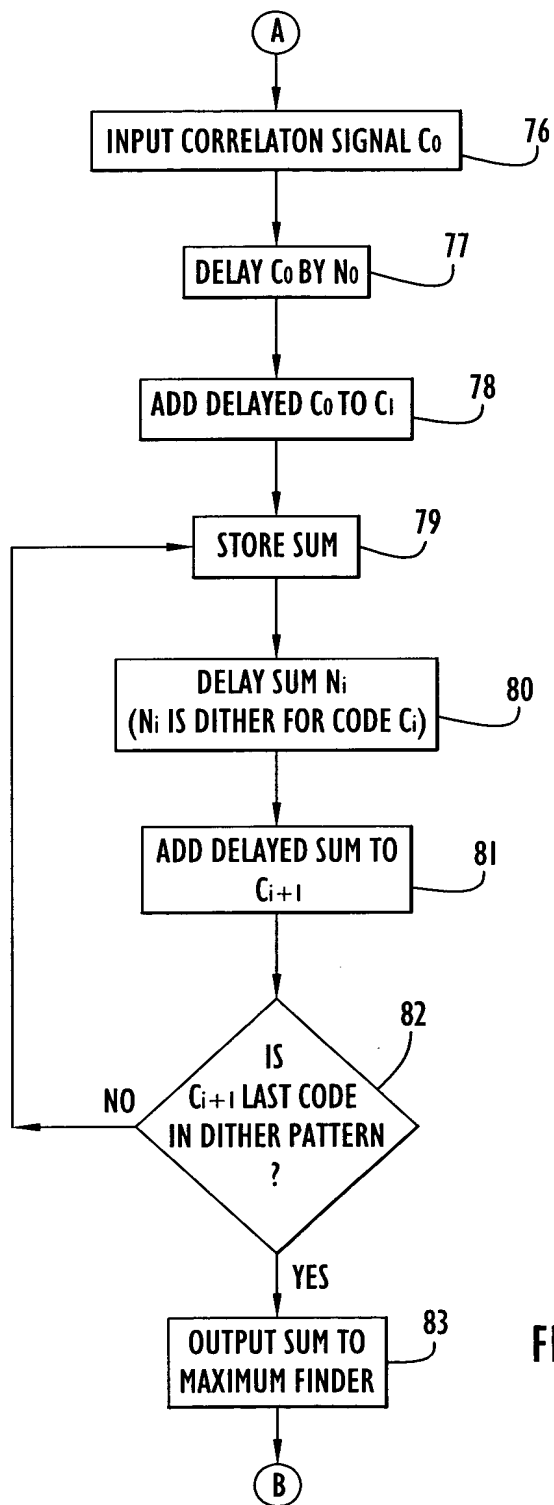 A
INPUT CORRELATON SIGNAL C0
76
DELAY C0 BY N0
77
ADD DELAYED C0 TO C1
78
STORE SUM
79
DELAY SUM Ni
(Ni IS DITHER FOR CODE Ci)
80
ADD DELAYED SUM TO
Ci+1
81
IS
Ci+1 LAST CODE
IN DITHER PATTERN
?
82
NO
YES
OUTPUT SUM TO
MAXIMUM FINDER
83
B